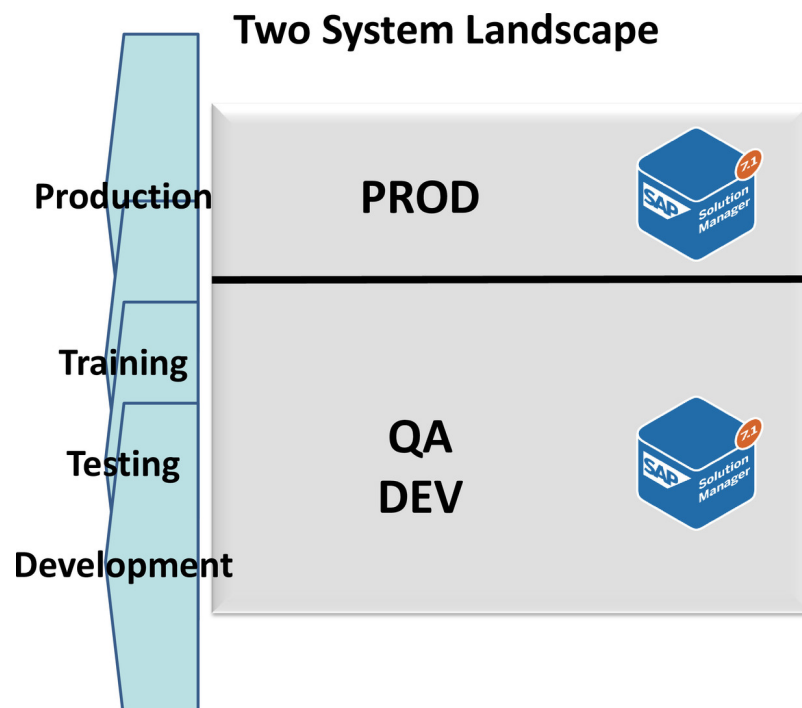 Two System Landscape
Production
PROD
7.1
SAP
Solution
Manager
Training
Testing
Development
QA
DEV
7.1
SAP
Solution
Manager